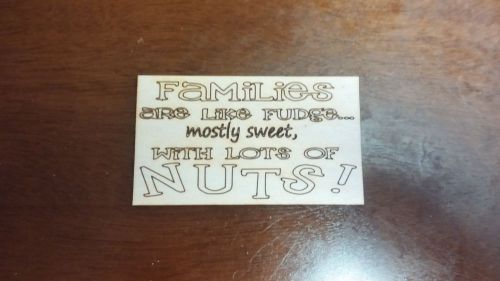 FAMILIES
ARE LIKE FUDGE...
mostly sweet,
WITH LOTS OF
NUTS!